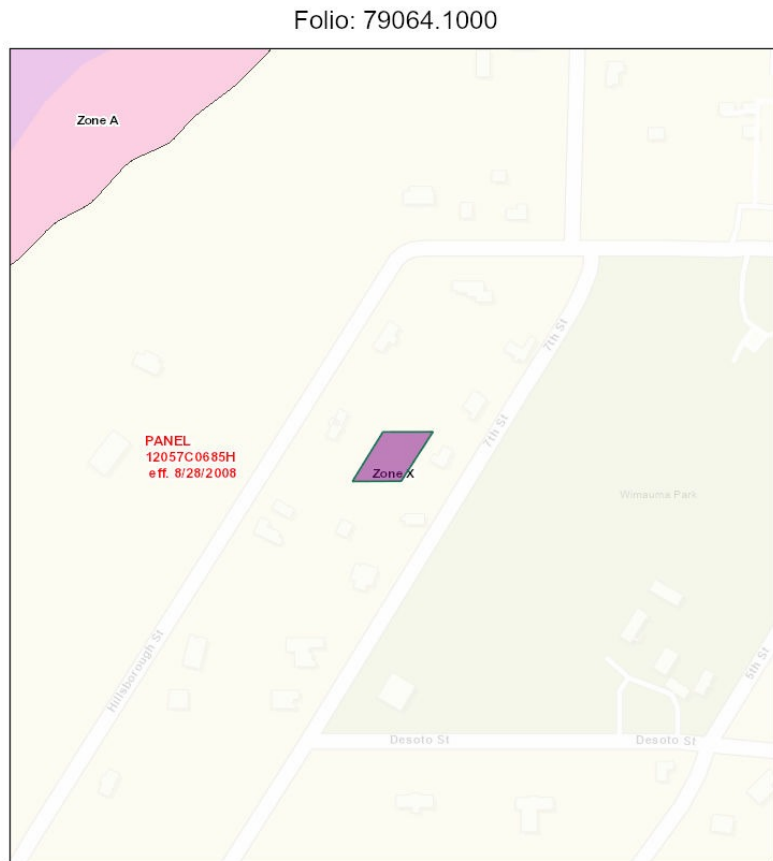 Folio: 79064.1000
Zone A
7th St
7th St
PANEL
12057C0685H
eff. 8/28/2008
Zone X
Wimauma Park
Hillsborough St
5th St
Desoto St
Desoto St